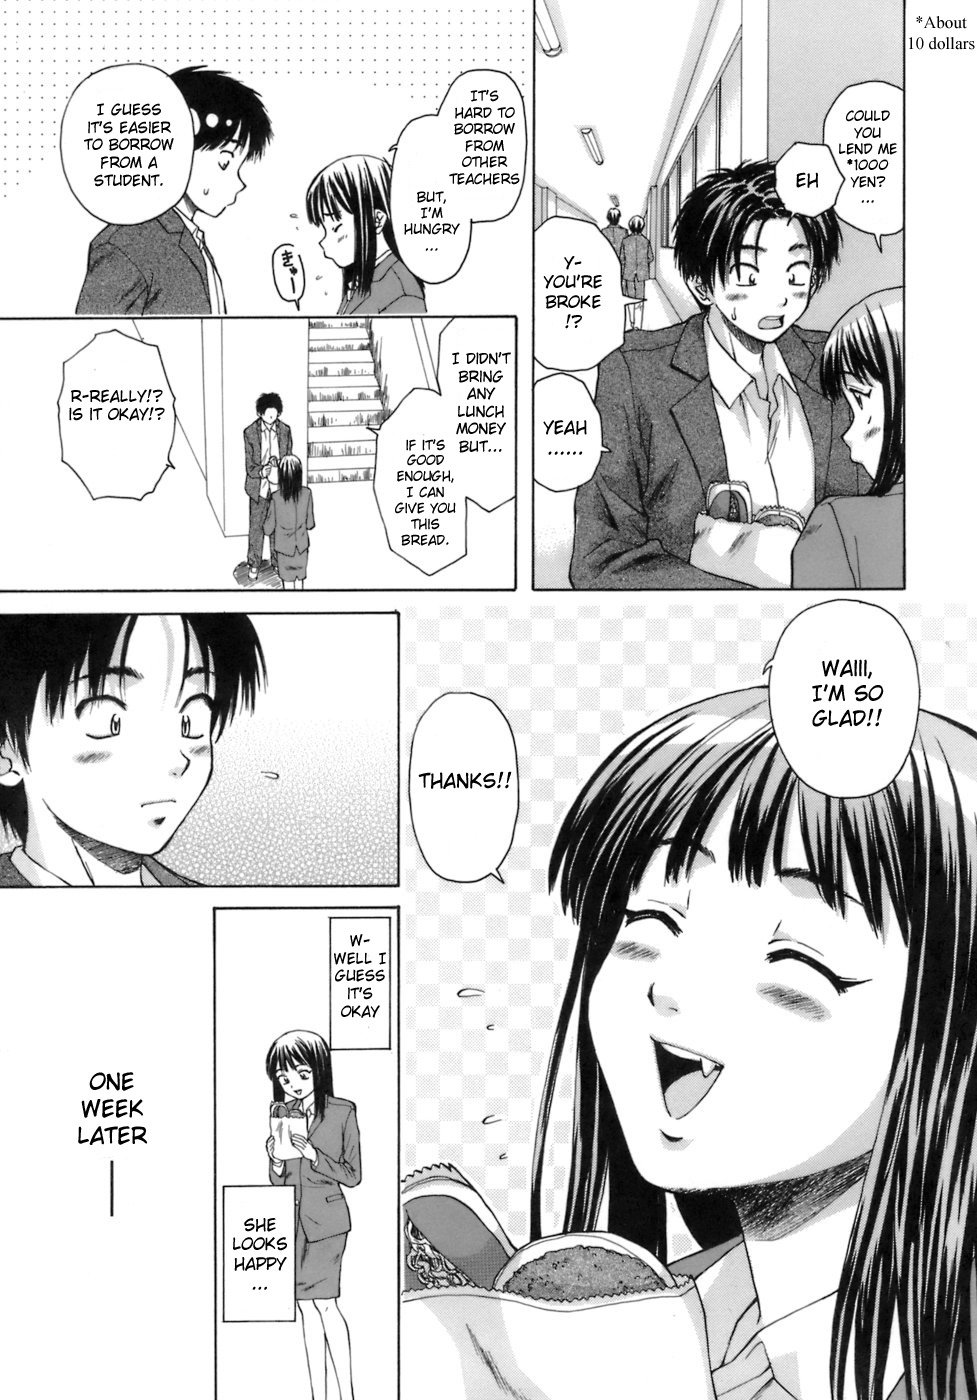 *About
10 dollars
COULD
YOU
LEND ME
*1000
YEN?
...
EH
Y-
YOU'RE
BROKE
!?
YEAH
......
IT'S
HARD TO
BORROW
FROM
OTHER
TEACHERS
BUT,
I'M
HUNGRY
...
きゅー
I GUESS
IT'S EASIER
TO BORROW
FROM A
STUDENT.
I DIDN'T
BRING
ANY
LUNCH
MONEY
BUT...
IF IT'S
GOOD
ENOUGH,
I CAN
GIVE YOU
THIS
BREAD.
R-REALLY!?
IS IT OKAY!?
WAIII,
I'M SO
GLAD!!
THANKS!!
W-
WELL I
GUESS
IT'S
OKAY
SHE
LOOKS
HAPPY
...
ONE
WEEK
LATER